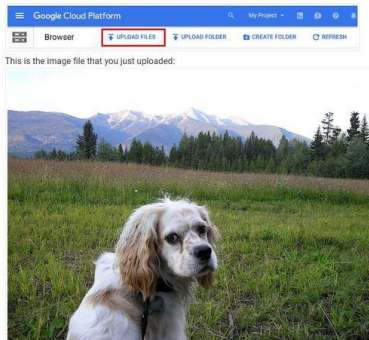 Google Cloud Platform
My Project
Browser
UPLOAD FILES
UPLOAD FOLDER
CREATE FOLDER
REFRESH
This is the image file that you just uploaded: